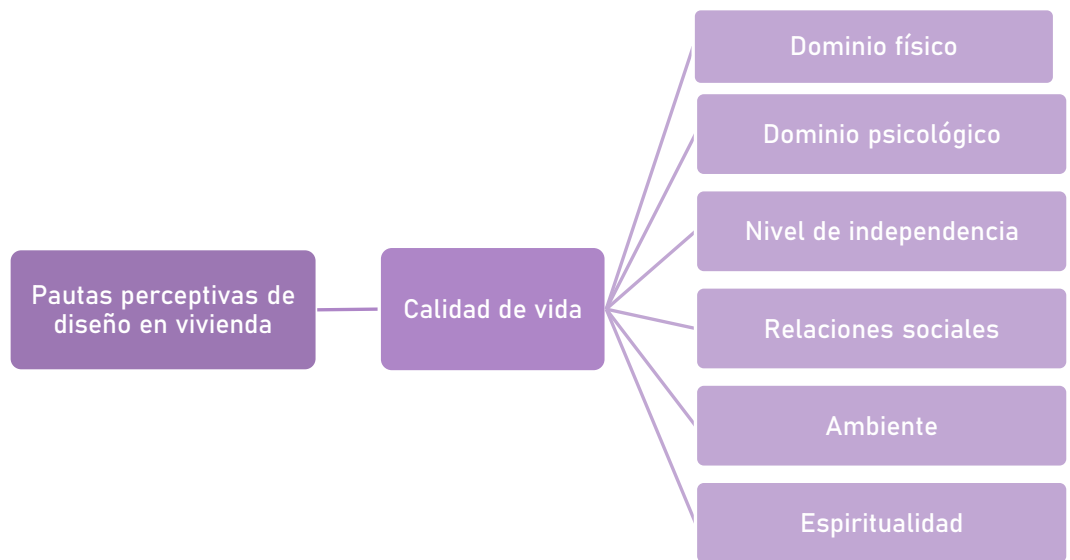 Dominio físico
Dominio psicológico
Nivel de independencia
Pautas perceptivas de
diseño en vivienda
Calidad de vida
Relaciones sociales
Ambiente
Espiritualidad